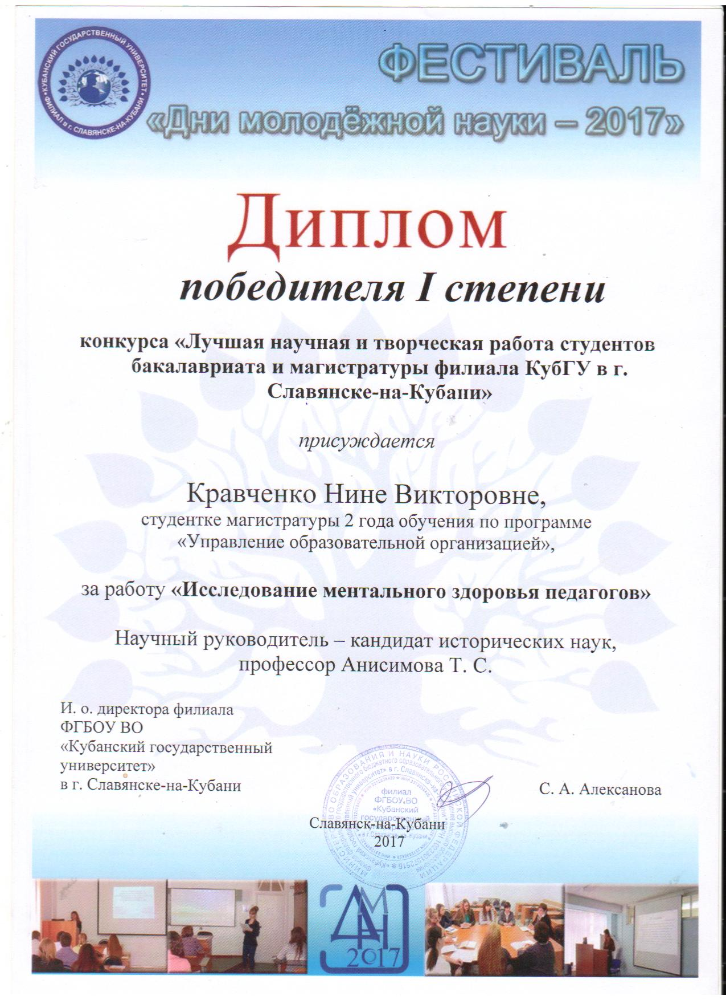 КУБАНСКИЙ ГОСУДАРСТВЕННЫЙ УНИВЕРСИТЕТ
ФИЛИАЛ в г. СЛАВЯНСКЕ-НА-КУБАНИ
ФЕСТИВАЛЬ
«Дни молодёжной науки – 2017»
Диплом
победителя I степени
конкурса «Лучшая научная и творческая работа студентов
бакалавриата и магистратуры филиала КубГУ в г.
Славянске-на-Кубани»
присуждается
Кравченко Нине Викторовне,
студентке магистратуры 2 года обучения по программе
«Управление образовательной организацией»,
за работу «Исследование ментального здоровья педагогов»
Научный руководитель – кандидат исторических наук,
профессор Анисимова Т. С.
И. о. директора филиала
ФГБОУ ВО
«Кубанский государственный
университет»
в г. Славянске-на-Кубани
С. А. Алексанова
МИНИСТЕРСТВО ОБРАЗОВАНИЯ И НАУКИ РОССИЙСКОЙ ФЕДЕРАЦИИ
филиал
ФГБОУ ВО
«Кубанский
государственный
в г. Славянске-на-Кубани
Славянск-на-Кубани
2017
ДМН
2017